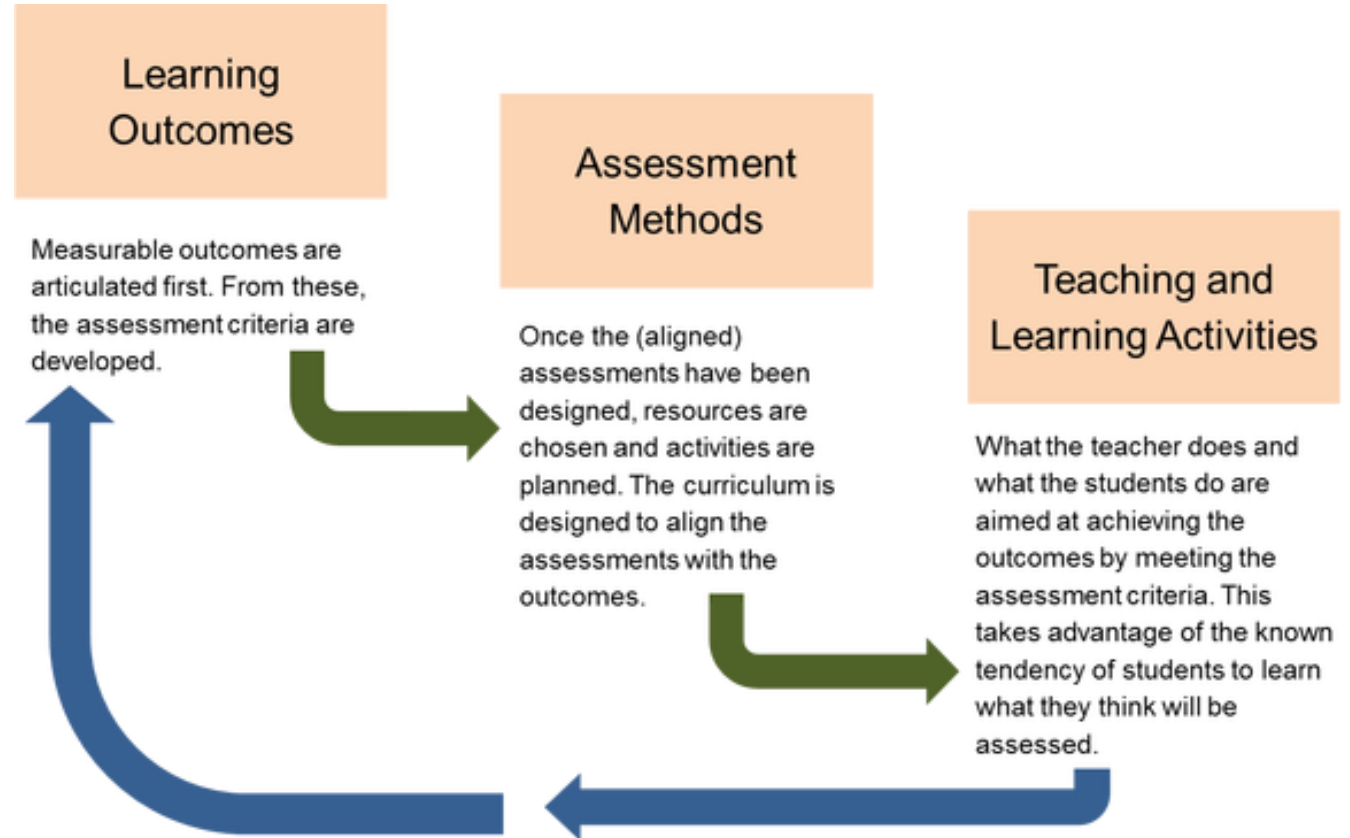 Learning
Outcomes
Measurable outcomes are
articulated first. From these,
the assessment criteria are
developed.
Assessment
Methods
Once the (aligned)
assessments have been
designed, resources are
chosen and activities are
planned. The curriculum is
designed to align the
assessments with the
outcomes.
Teaching and
Learning Activities
What the teacher does and
what the students do are
aimed at achieving the
outcomes by meeting the
assessment criteria. This
takes advantage of the known
tendency of students to learn
what they think will be
assessed.